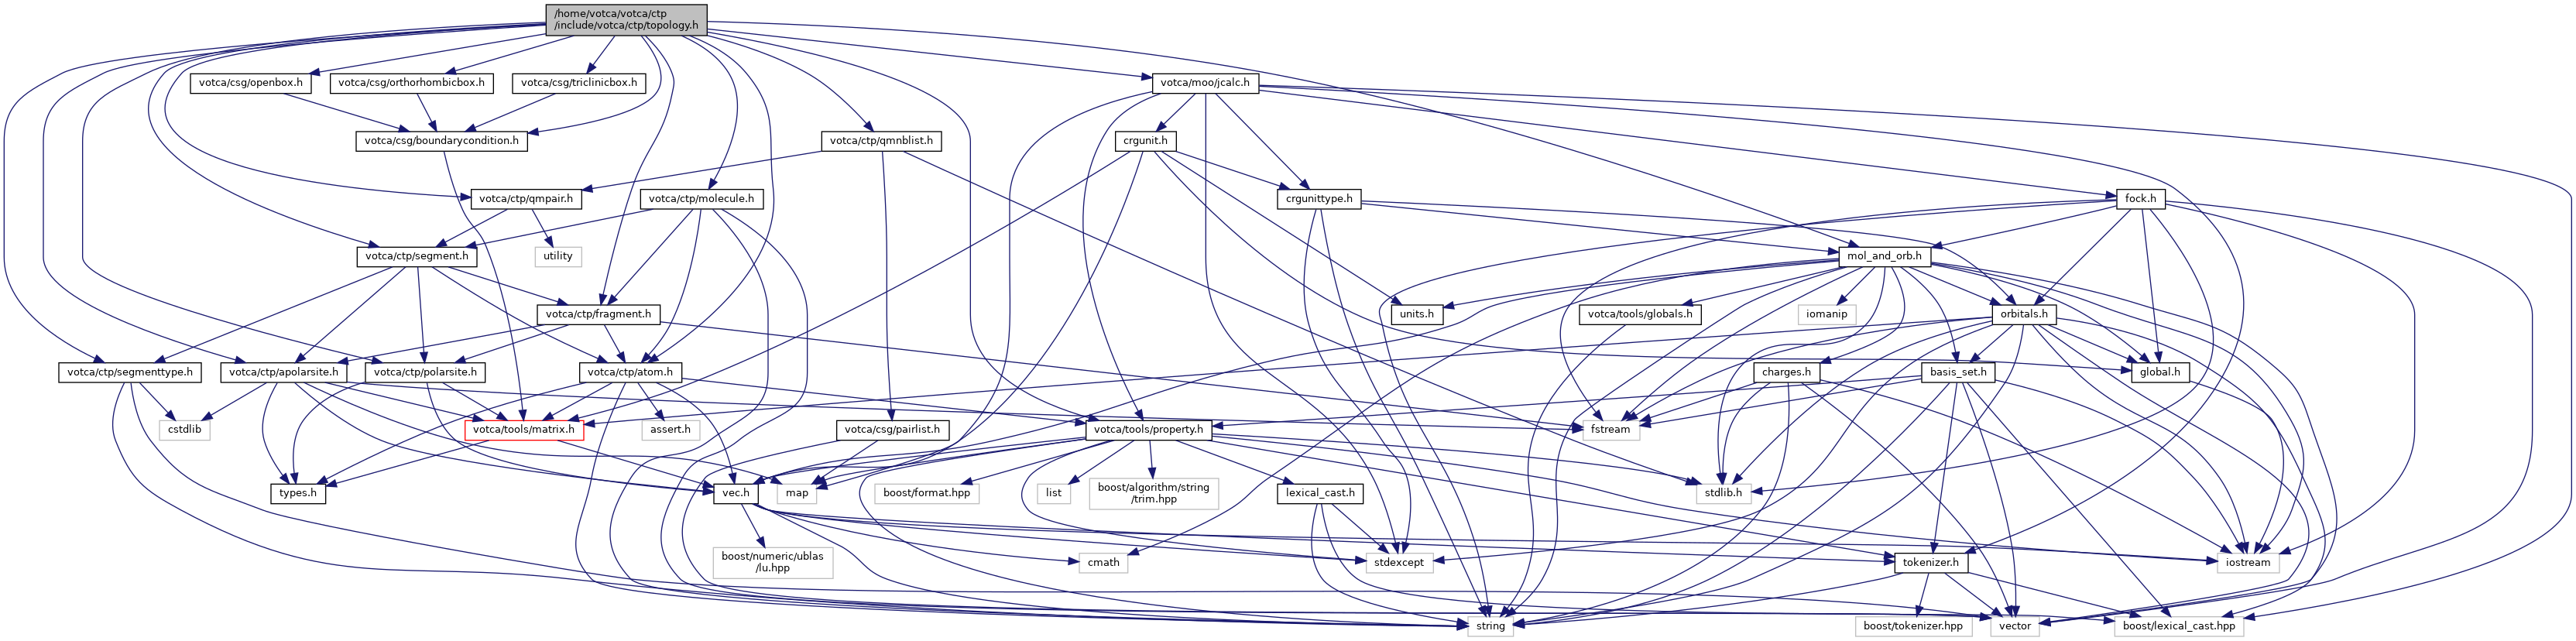 /home/votca/votca/ctp
/include/votca/ctp/topology.h
votca/csg/openbox.h
votca/csg/orthorhombicbox.h
votca/csg/triclinicbox.h
votca/moo/jcalc.h
votca/csg/boundarycondition.h
votca/ctp/qmnblist.h
crgunit.h
votca/ctp/qmpair.h
votca/ctp/molecule.h
crgunittype.h
fock.h
votca/ctp/segment.h
utility
mol_and_orb.h
votca/ctp/fragment.h
units.h
votca/tools/globals.h
iomanip
orbitals.h
votca/ctp/segmenttype.h
votca/ctp/apolarsite.h
votca/ctp/polarsite.h
votca/ctp/atom.h
charges.h
basis_set.h
global.h
cstdlib
votca/tools/matrix.h
assert.h
votca/csg/pairlist.h
votca/tools/property.h
fstream
types.h
vec.h
map
boost/format.hpp
list
boost/algorithm/string
/trim.hpp
lexical_cast.h
stdlib.h
boost/numeric/ublas
/lu.hpp
cmath
stdexcept
tokenizer.h
iostream
string
boost/tokenizer.hpp
vector
boost/lexical_cast.hpp